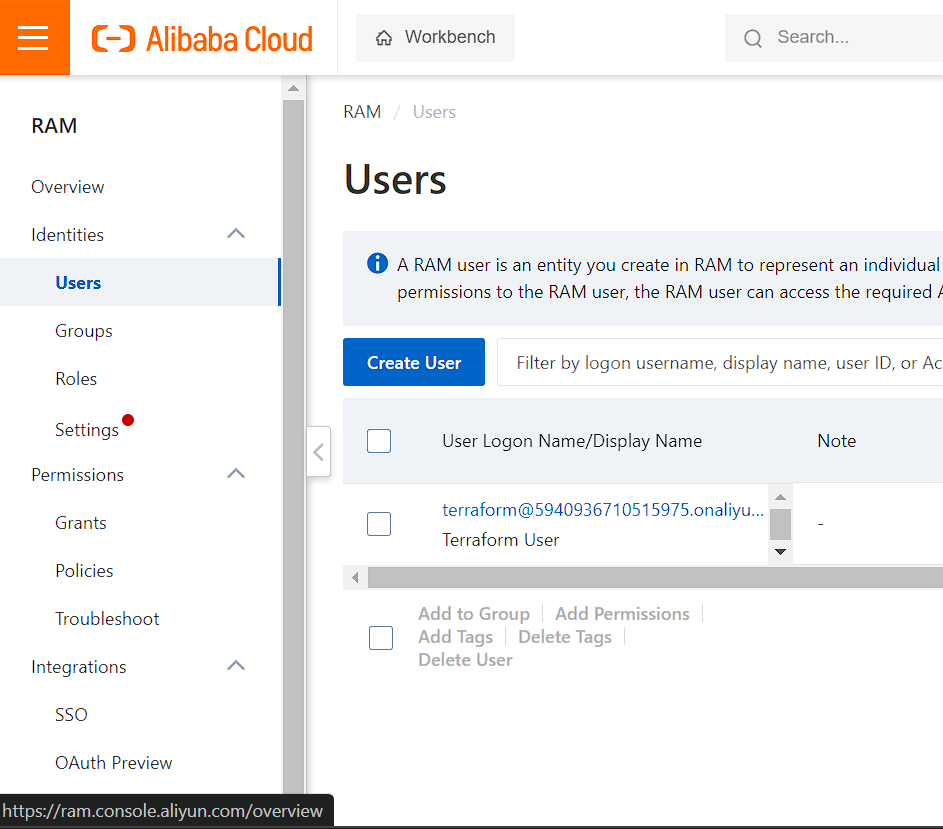 Alibaba Cloud
Workbench
Search...
RAM
Overview
Identities
Users
Groups
Roles
Settings
Permissions
Grants
Policies
Troubleshoot
Integrations
SSO
OAuth Preview
https://ram.console.aliyun.com/overview
RAM / Users
Users
A RAM user is an entity you create in RAM to represent an individual
permissions to the RAM user, the RAM user can access the required A
Create User
Filter by logon username, display name, user ID, or Ac
User Logon Name/Display Name
Note
terraform@5940936710515975.onaliyu...
Terraform User
-
Add to Group
Add Permissions
Add Tags
Delete Tags
Delete User